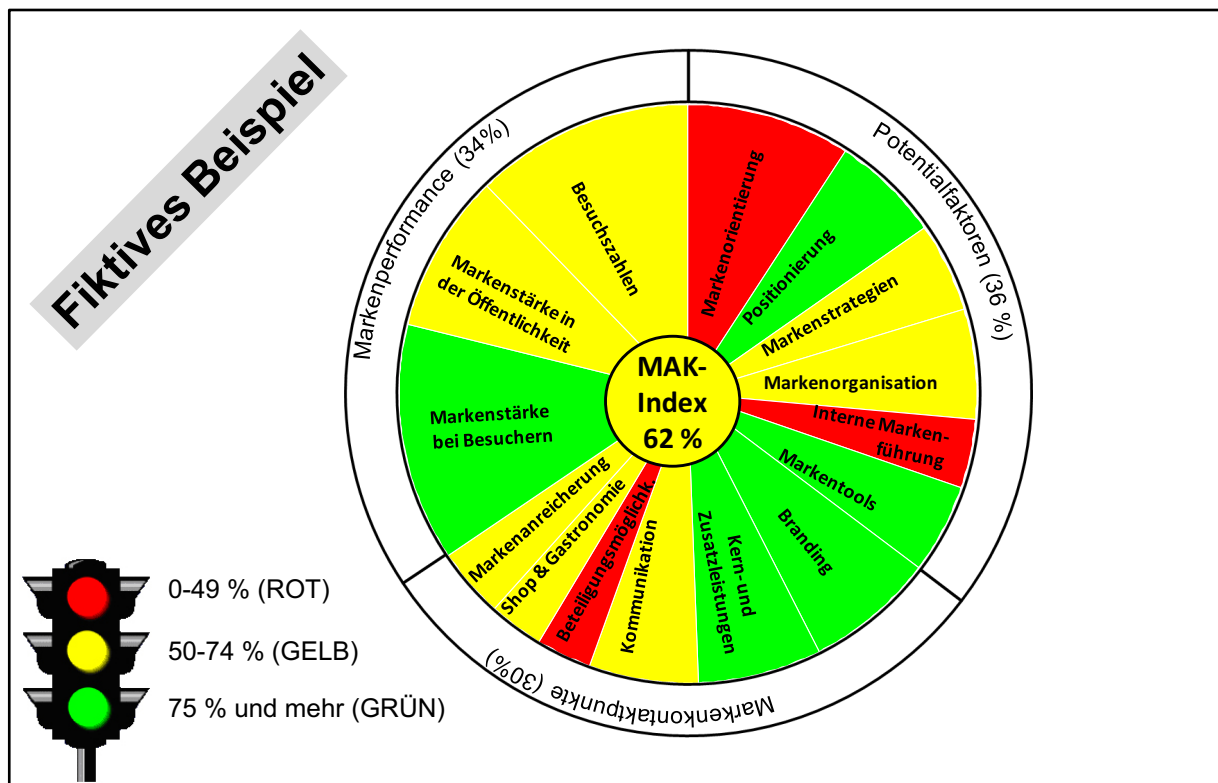 Fiktives Beispiel
Markenperformance (34%)
Potentialfaktoren (36 %)
Markenkontaktpunkte (30%)
Markenorientierung
Positionierung
Markenstrategien
Markenorganisation
Interne Marken-
führung
Markentools
Branding
Kern- und
Zusatzleistungen
Kommunikation
Beteiligungsmöglichk.
Shop & Gastronomie
Markenanreicherung
Markenstärke
bei Besuchern
Markenstärke in
der Öffentlichkeit
Besuchszahlen
MAK-
Index
62 %
0-49 % (ROT)
50-74 % (GELB)
75 % und mehr (GRÜN)